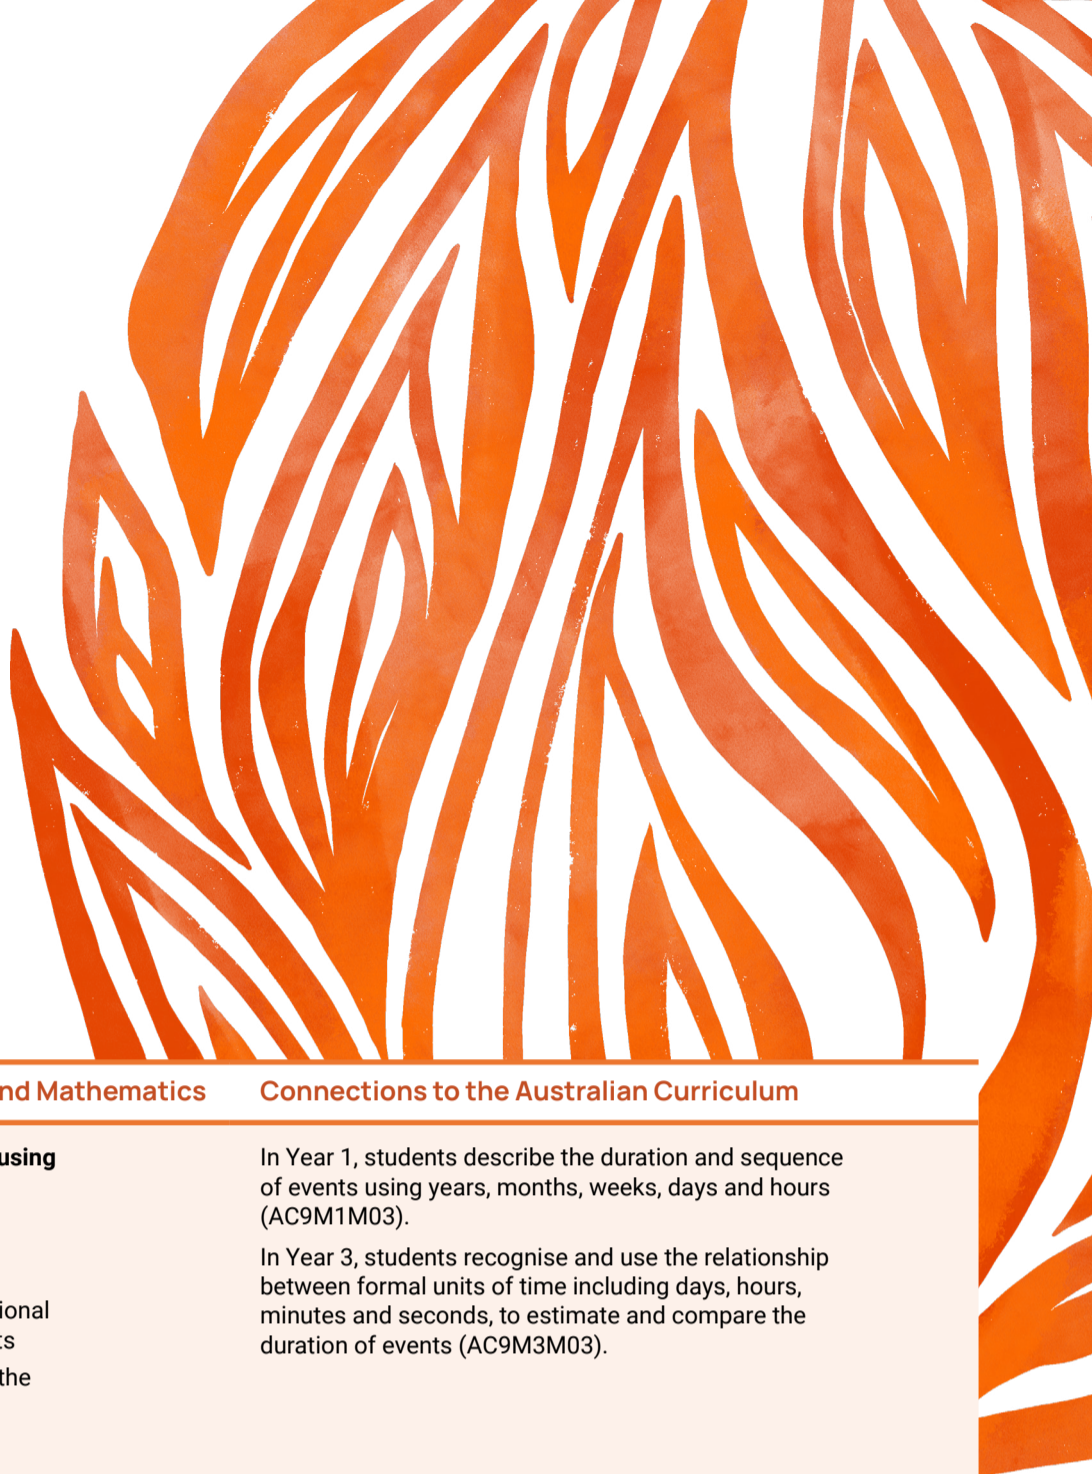 nd Mathematics
Connections to the Australian Curriculum
using
ional
ts
the
In Year 1, students describe the duration and sequence
of events using years, months, weeks, days and hours
(AC9M1M03).
In Year 3, students recognise and use the relationship
between formal units of time including days, hours,
minutes and seconds, to estimate and compare the
duration of events (AC9M3M03).